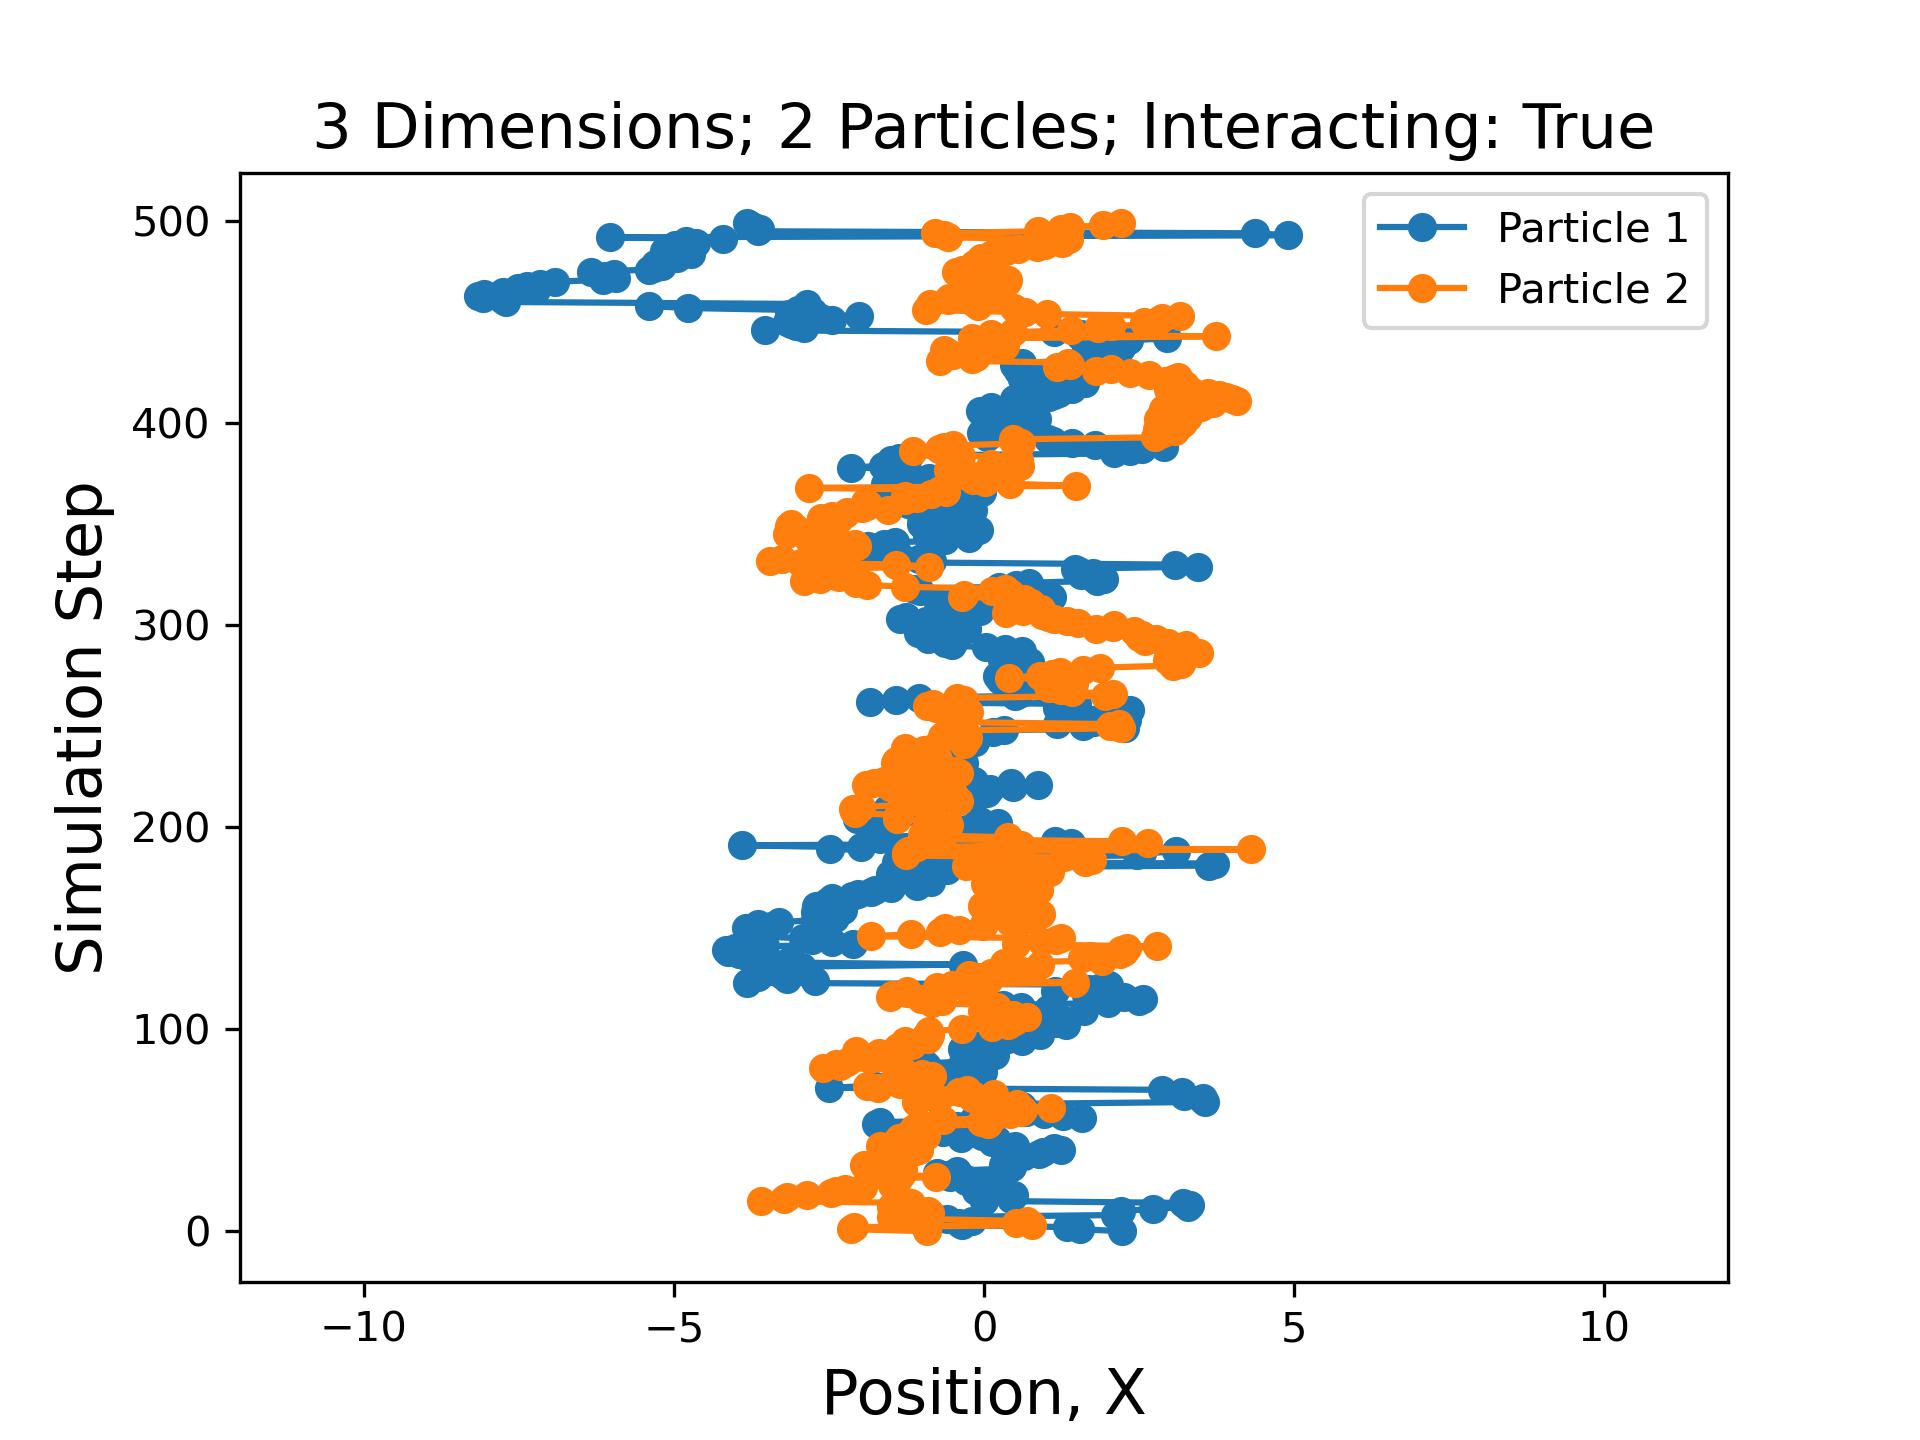 3 Dimensions; 2 Particles; Interacting: True
Particle 1
Particle 2
500
400
300
200
100
0
Simulation Step
−10
−5
0
5
10
Position, X